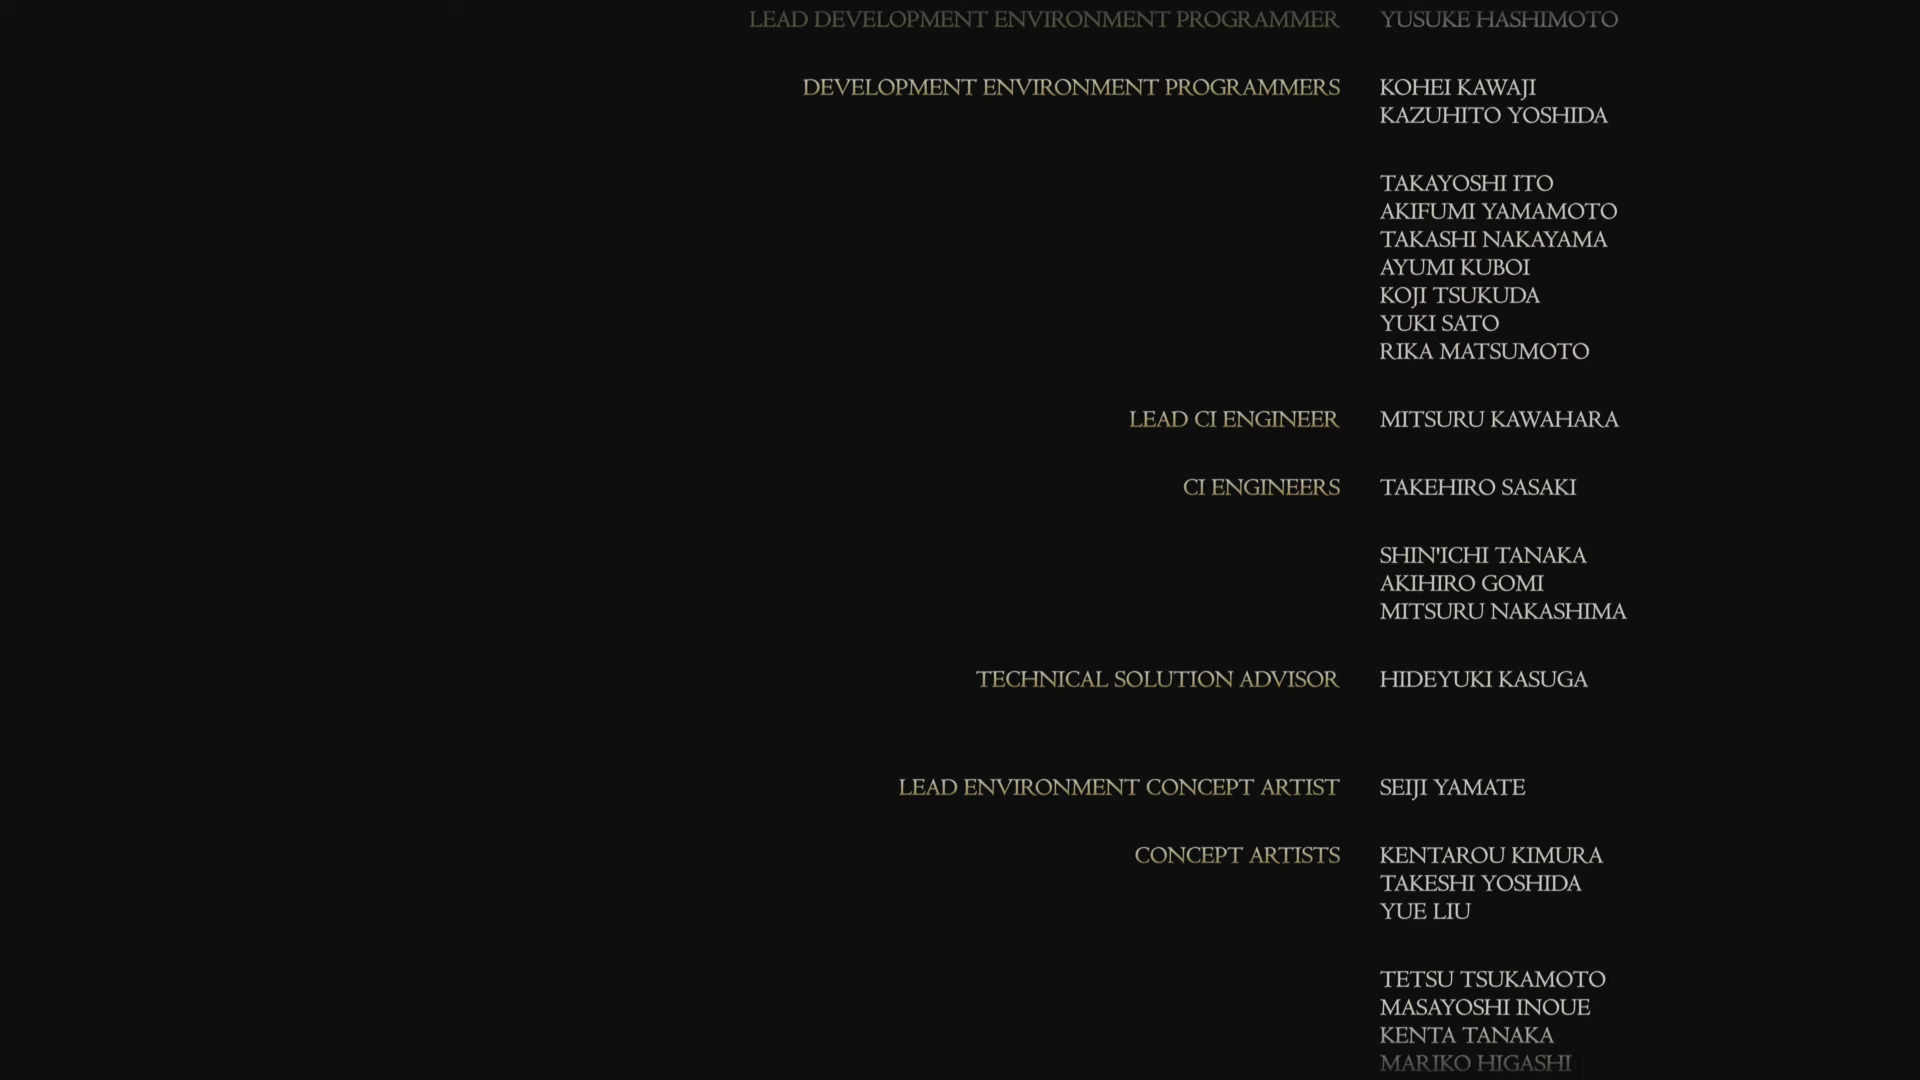 LEAD DEVELOPMENT ENVIRONMENT PROGRAMMER YUSUKE HASHIMOTO
DEVELOPMENT ENVIRONMENT PROGRAMMERS KOHEI KAWAJI
KAZUHITO YOSHIDA
TAKAYOSHI ITO
AKIFUMI YAMAMOTO
TAKASHI NAKAYAMA
AYUMI KUBOI
KOJI TSUKUDA
YUKI SATO
RIKA MATSUMOTO
LEAD CI ENGINEER MITSURU KAWAHARA
CI ENGINEERS TAKEHIRO SASAKI
SHIN'ICHI TANAKA
AKIHIRO GOMI
MITSURU NAKASHIMA
TECHNICAL SOLUTION ADVISOR HIDEYUKI KASUGA
LEAD ENVIRONMENT CONCEPT ARTIST SEIJI YAMATE
CONCEPT ARTISTS KENTAROU KIMURA
TAKESHI YOSHIDA
YUE LIU
TETSU TSUKAMOTO
MASAYOSHI INOUE
KENTA TANAKA
MARIKO HIGASHI